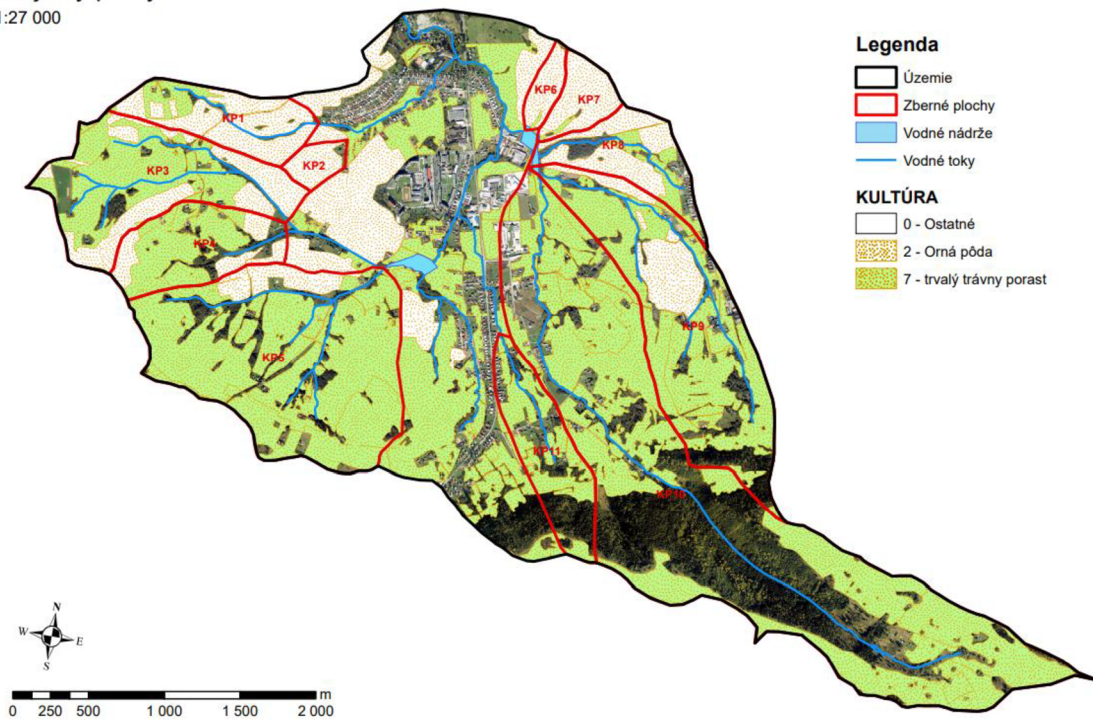 1:27 000
Legenda
Územie
Zberné plochy
Vodné nádrže
Vodné toky
KULTÚRA
0 - Ostatné
2 - Orná pôda
7 - trvalý trávny porast
KP1
KP2
KP3
KP4
KP5
KP6
KP7
KP8
KP9
KP10
KP11
N
W
E
S
m
0 250 500 1 000 1 500 2 000